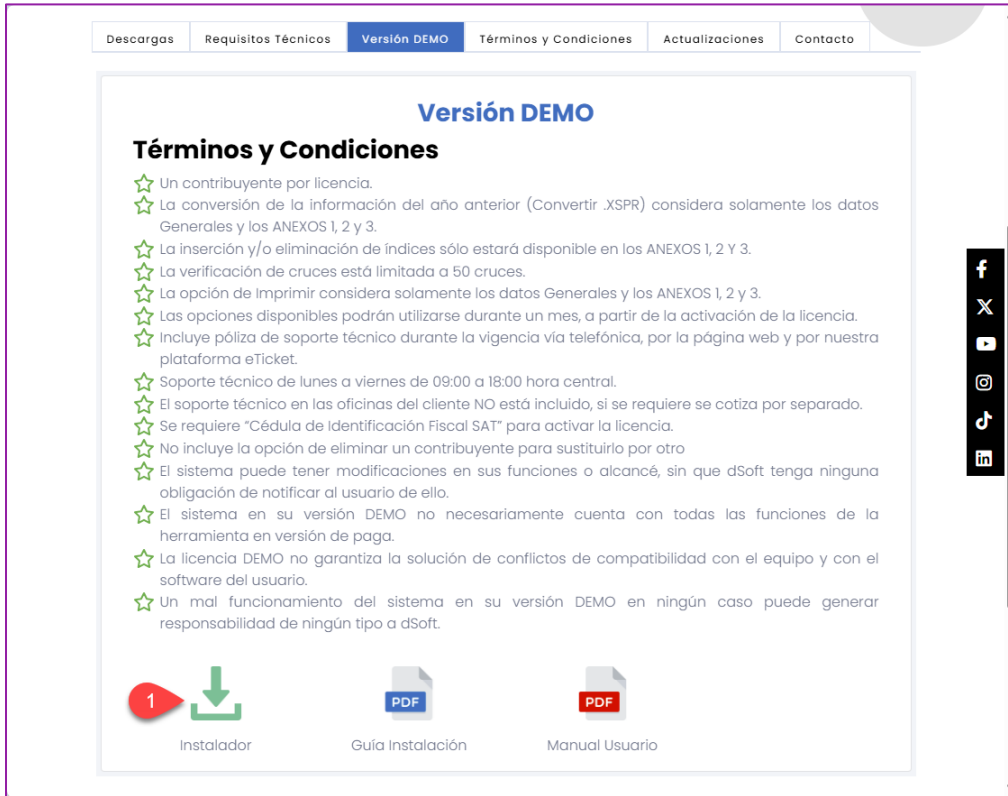 Descargas Requisitos Técnicos Versión DEMO Términos y Condiciones Actualizaciones Contacto
Versión DEMO
Términos y Condiciones
Un contribuyente por licencia.
La conversión de la información del año anterior (Convertir .XSPR) considera solamente los datos
Generales y los ANEXOS 1, 2 y 3.
La inserción y/o eliminación de índices sólo estará disponible en los ANEXOS 1, 2 Y 3.
La verificación de cruces está limitada a 50 cruces.
La opción de Imprimir considera solamente los datos Generales y los ANEXOS 1, 2 y 3.
Las opciones disponibles podrán utilizarse durante un mes, a partir de la activación de la licencia.
Incluye póliza de soporte técnico durante la vigencia vía telefónica, por la página web y por nuestra
plataforma eTicket.
Soporte técnico de lunes a viernes de 09:00 a 18:00 hora central.
El soporte técnico en las oficinas del cliente NO está incluido, si se requiere se cotiza por separado.
Se requiere “Cédula de Identificación Fiscal SAT” para activar la licencia.
No incluye la opción de eliminar un contribuyente para sustituirlo por otro
El sistema puede tener modificaciones en sus funciones o alcancé, sin que dSoft tenga ninguna
obligación de notificar al usuario de ello.
El sistema en su versión DEMO no necesariamente cuenta con todas las funciones de la
herramienta en versión de paga.
La licencia DEMO no garantiza la solución de conflictos de compatibilidad con el equipo y con el
software del usuario.
Un mal funcionamiento del sistema en su versión DEMO en ningún caso puede generar
responsabilidad de ningún tipo a dSoft.
1
PDF PDF
Instalador Guía Instalación Manual Usuario